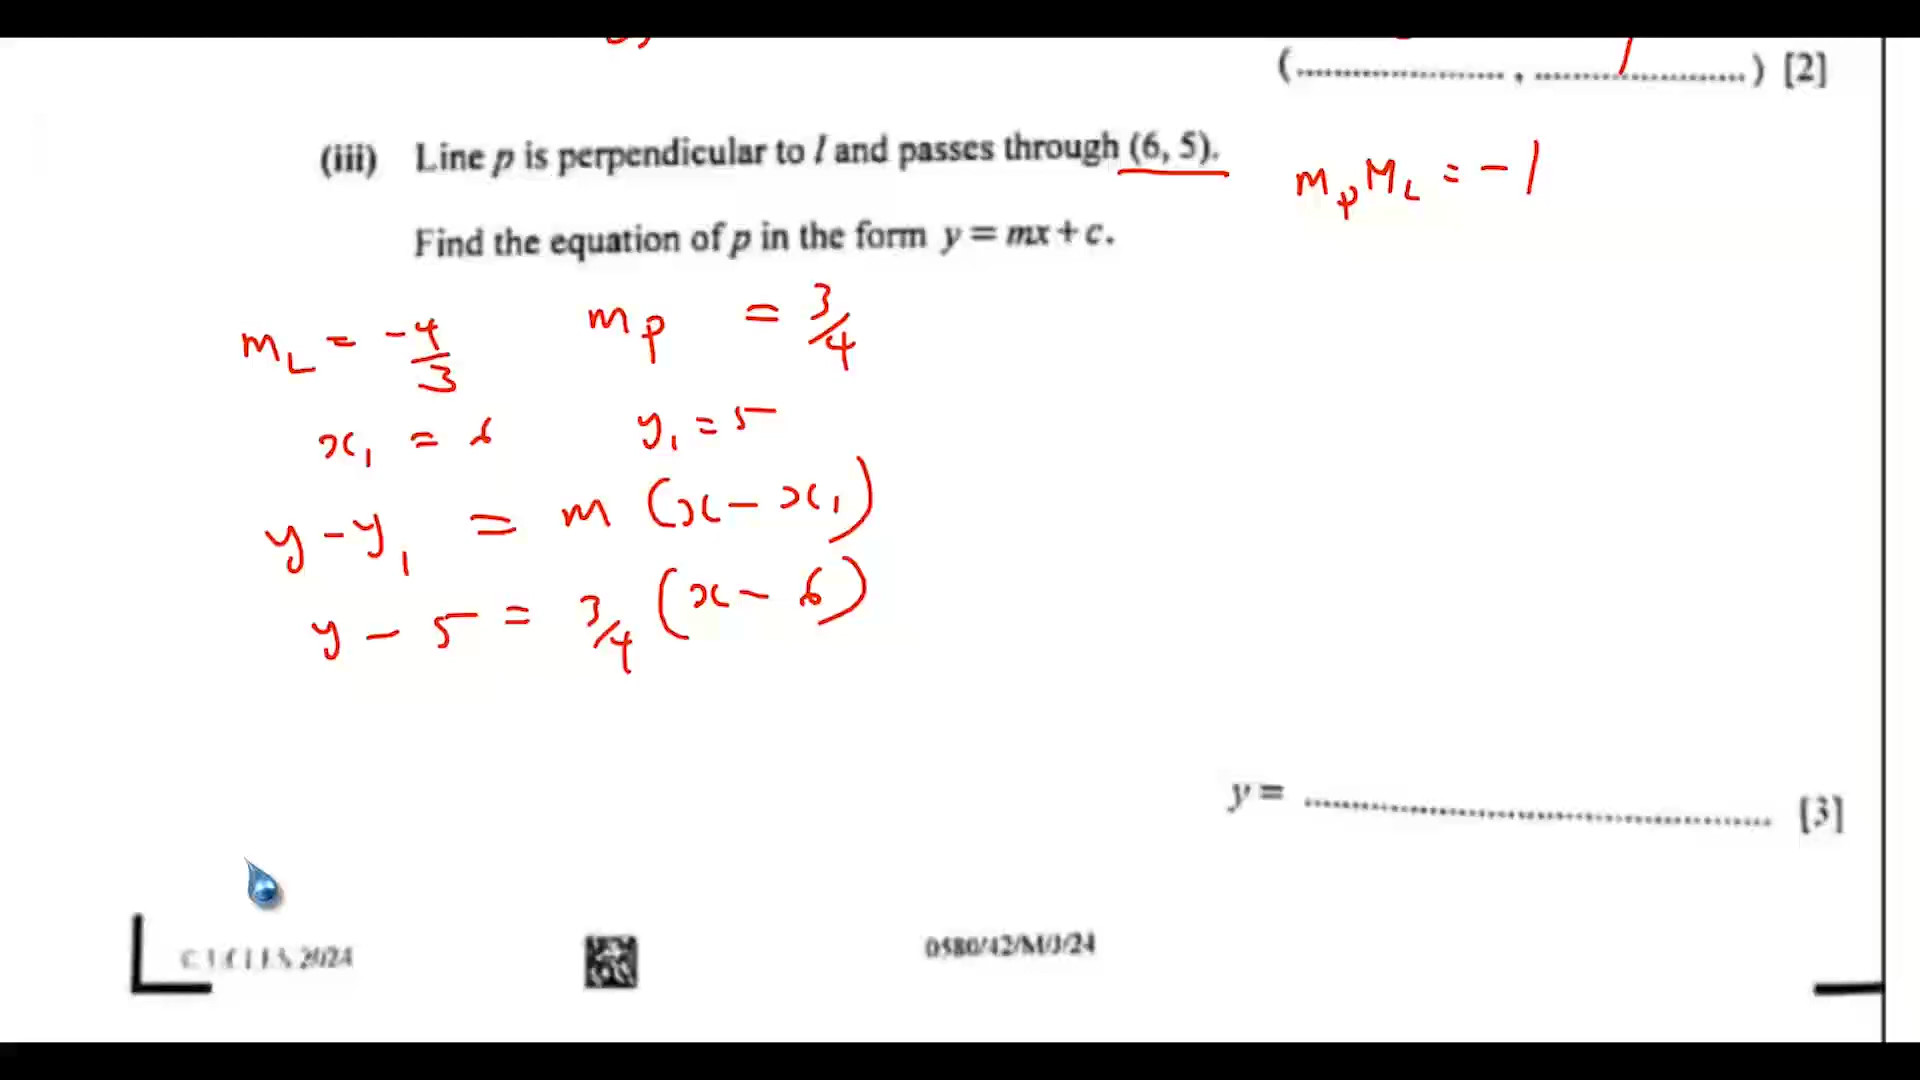 (.................... , ....................) [2]
(iii) Line p is perpendicular to l and passes through (6, 5).
m_p M_L = -1
Find the equation of p in the form y = mx + c.
m_L = -4/3 m_p = 3/4
x_1 = 6 y_1 = 5
y - y_1 = m (x - x_1)
y - 5 = 3/4 (x - 6)
y = ............................................. [3]
2024
0580/42/M/J/24